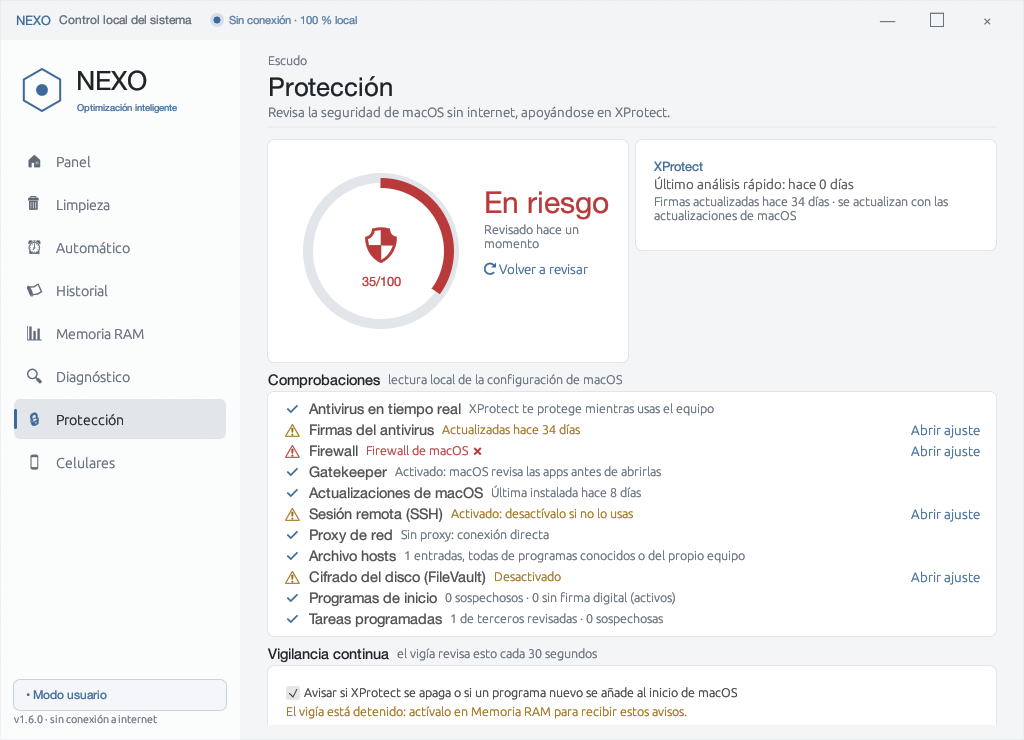 NEXO Control local del sistema Sin conexión · 100 % local
NEXO
Optimización inteligente
Panel
Limpieza
Automático
Historial
Memoria RAM
Diagnóstico
Protección
Celulares
• Modo usuario
v1.6.0 · sin conexión a internet
Escudo
Protección
Revisa la seguridad de macOS sin internet, apoyándose en XProtect.
35/100
En riesgo
Revisado hace un
momento
Volver a revisar
XProtect
Último análisis rápido: hace 0 días
Firmas actualizadas hace 34 días · se actualizan con las
actualizaciones de macOS
Comprobaciones lectura local de la configuración de macOS
Antivirus en tiempo real XProtect te protege mientras usas el equipo
Firmas del antivirus Actualizadas hace 34 días Abrir ajuste
Firewall Firewall de macOS ✖ Abrir ajuste
Gatekeeper Activado: macOS revisa las apps antes de abrirlas
Actualizaciones de macOS Última instalada hace 8 días
Sesión remota (SSH) Activado: desactívalo si no lo usas Abrir ajuste
Proxy de red Sin proxy: conexión directa
Archivo hosts 1 entradas, todas de programas conocidos o del propio equipo
Cifrado del disco (FileVault) Desactivado Abrir ajuste
Programas de inicio 0 sospechosos · 0 sin firma digital (activos)
Tareas programadas 1 de terceros revisadas · 0 sospechosas
Vigilancia continua el vigía revisa esto cada 30 segundos
Avisar si XProtect se apaga o si un programa nuevo se añade al inicio de macOS
El vigía está detenido: actívalo en Memoria RAM para recibir estos avisos.